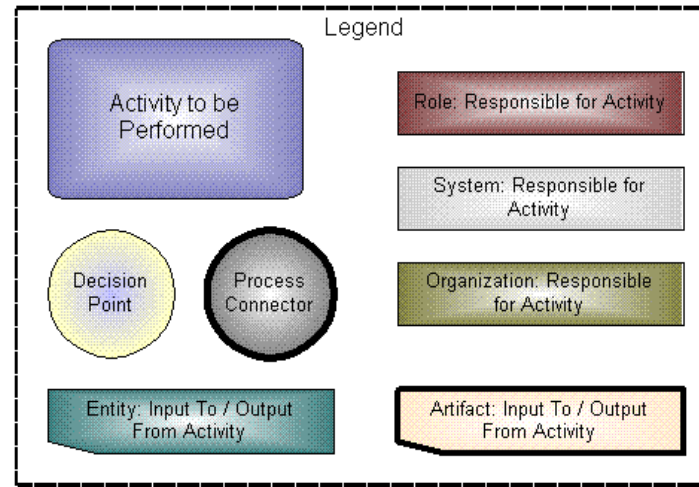 Legend
Activity to be
Performed
Role: Responsible for Activity
System: Responsible for
Activity
Decision
Point
Process
Connector
Organization: Responsible
for Activity
Entity: Input To / Output
From Activity
Artifact: Input To / Output
From Activity